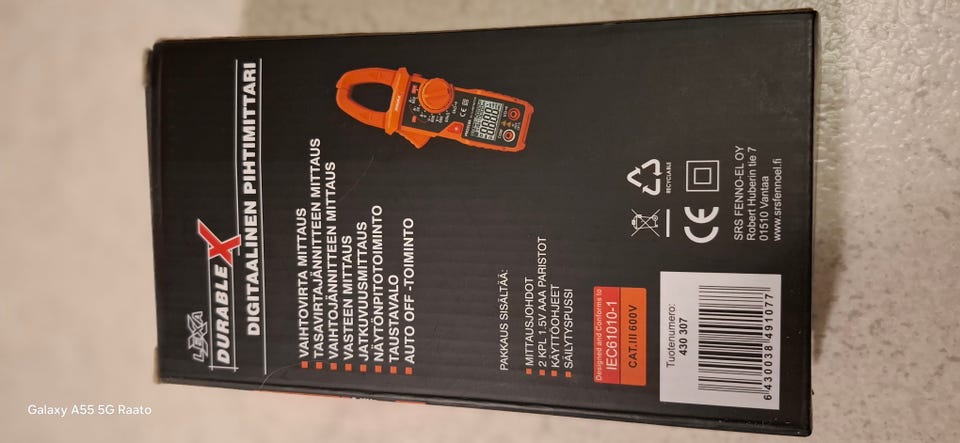 LEXXA
DURABLE X
DIGITAALINEN PIHTIMITTARI
VAIHTOVIRTA MITTAUS
TASAVIRTAJÄNNITTEEN MITTAUS
VAIHTOJÄNNITTEEN MITTAUS
VASTEEN MITTAUS
JATKUVUUSMITTAUS
NÄYTÖNPITOTOIMINTO
TAUSTAVALO
AUTO OFF -TOIMINTO
PAKKAUS SISÄLTÄÄ:
MITTAUSJOHDOT
2 KPL 1.5V AAA PARISTOT
KÄYTTÖOHJEET
SÄILYTYSPUSSI
Designed and Conforms to
IEC61010-1
CAT.III 600V
RECYCLABLE
CE
SRS FENNO-EL OY
Robert Huberin tie 7
01510 Vantaa
www.srsfennoel.fi
Tuotenumero:
430 307
6 430038 491077
Galaxy A55 5G Raato